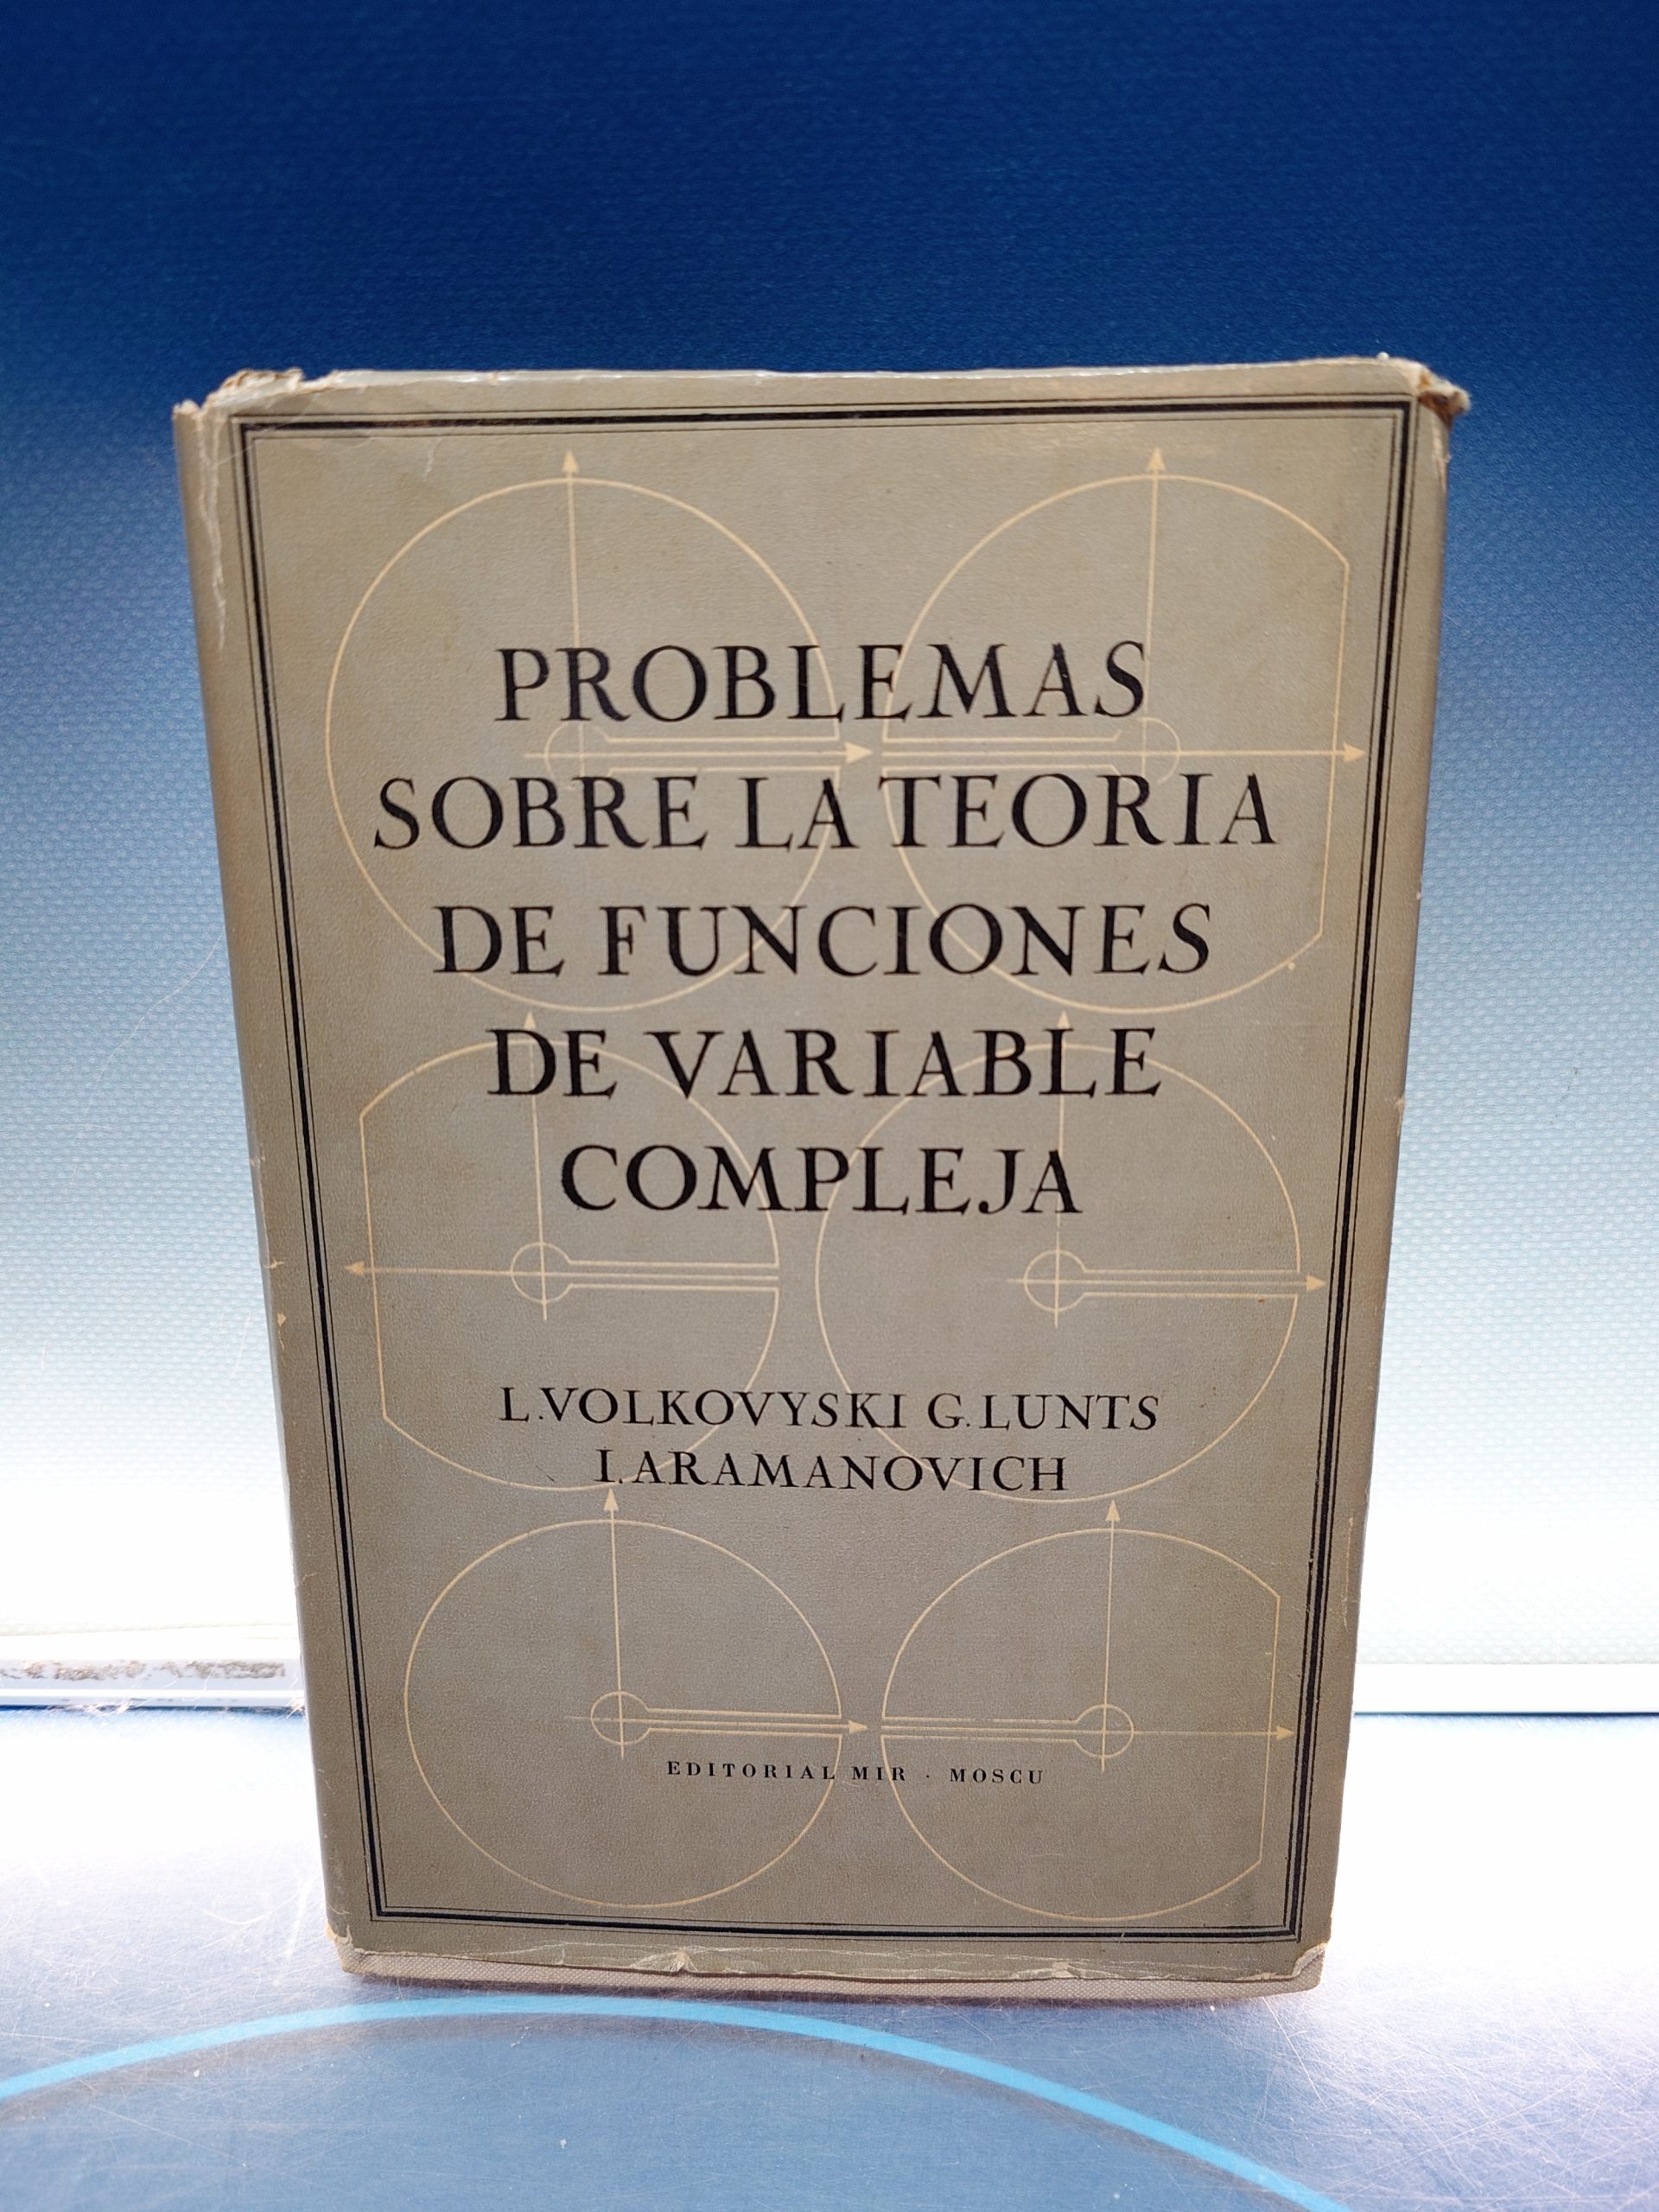 PROBLEMAS
SOBRE LA TEORIA
DE FUNCIONES
DE VARIABLE
COMPLEJA
L.VOLKOVYSKI G.LUNTS
I.ARAMANOVICH
EDITORIAL MIR · MOSCU